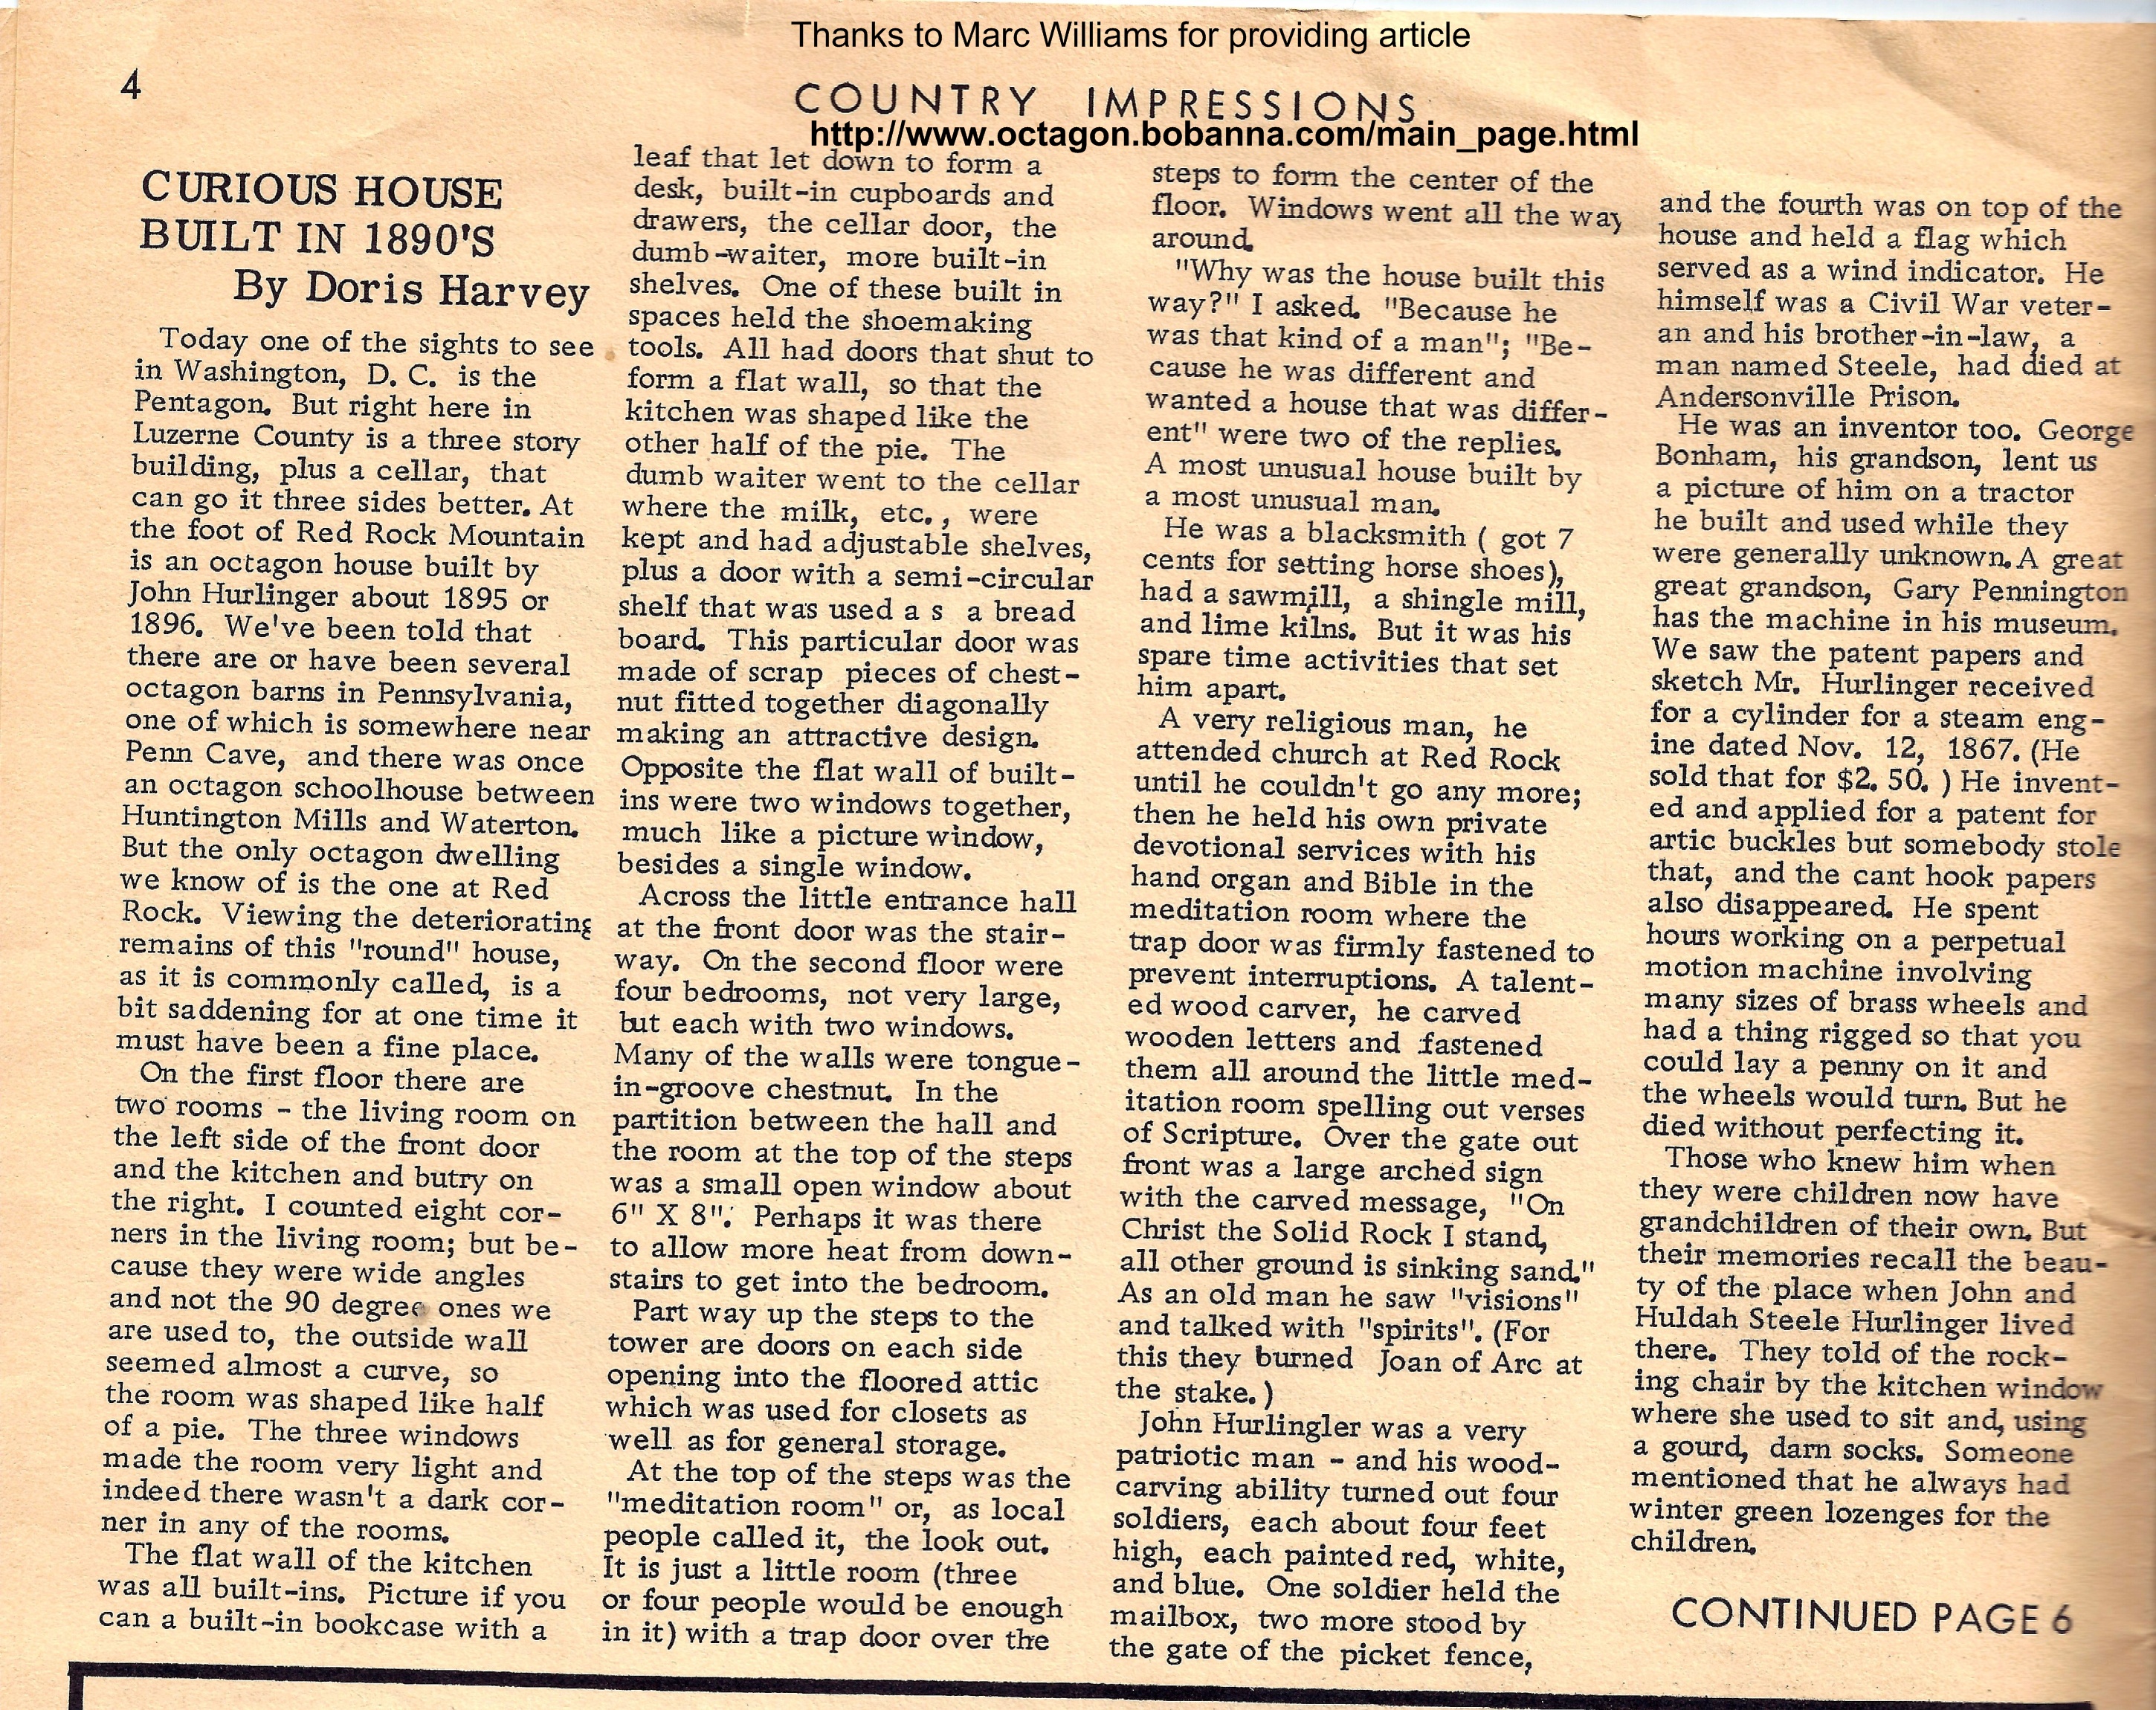 Thanks to Marc Williams for providing article
4
COUNTRY IMPRESSIONS
http://www.octagon.bobanna.com/main_page.html
CURIOUS HOUSE
BUILT IN 1890'S
By Doris Harvey
Today one of the sights to see
in Washington, D. C. is the
Pentagon. But right here in
Luzerne County is a three story
building, plus a cellar, that
can go it three sides better. At
the foot of Red Rock Mountain
is an octagon house built by
John Hurlinger about 1895 or
1896. We've been told that
there are or have been several
octagon barns in Pennsylvania,
one of which is somewhere near
Penn Cave, and there was once
an octagon schoolhouse between
Huntington Mills and Waterton.
But the only octagon dwelling
we know of is the one at Red
Rock. Viewing the deteriorating
remains of this "round" house,
as it is commonly called, is a
bit saddening for at one time it
must have been a fine place.
On the first floor there are
two rooms - the living room on
the left side of the front door
and the kitchen and butry on
the right. I counted eight cor-
ners in the living room; but be-
cause they were wide angles
and not the 90 degree ones we
are used to, the outside wall
seemed almost a curve, so
the room was shaped like half
of a pie. The three windows
made the room very light and
indeed there wasn't a dark cor-
ner in any of the rooms.
The flat wall of the kitchen
was all built-ins. Picture if you
can a built-in bookcase with a
leaf that let down to form a
desk, built-in cupboards and
drawers, the cellar door, the
dumb-waiter, more built-in
shelves. One of these built in
spaces held the shoemaking
tools. All had doors that shut to
form a flat wall, so that the
kitchen was shaped like the
other half of the pie. The
dumb waiter went to the cellar
where the milk, etc., were
kept and had adjustable shelves,
plus a door with a semi-circular
shelf that was used a s a bread
board. This particular door was
made of scrap pieces of chest-
nut fitted together diagonally
making an attractive design.
Opposite the flat wall of built-
ins were two windows together,
much like a picture window,
besides a single window.
Across the little entrance hall
at the front door was the stair-
way. On the second floor were
four bedrooms, not very large,
but each with two windows.
Many of the walls were tongue-
in-groove chestnut. In the
partition between the hall and
the room at the top of the steps
was a small open window about
6" X 8". Perhaps it was there
to allow more heat from down-
stairs to get into the bedroom.
Part way up the steps to the
tower are doors on each side
opening into the floored attic
which was used for closets as
well as for general storage.
At the top of the steps was the
"meditation room" or, as local
people called it, the look out.
It is just a little room (three
or four people would be enough
in it) with a trap door over the
steps to form the center of the
floor. Windows went all the way
around.
"Why was the house built this
way?" I asked. "Because he
was that kind of a man"; "Be-
cause he was different and
wanted a house that was differ-
ent" were two of the replies.
A most unusual house built by
a most unusual man.
He was a blacksmith ( got 7
cents for setting horse shoes),
had a sawmill, a shingle mill,
and lime kilns. But it was his
spare time activities that set
him apart.
A very religious man, he
attended church at Red Rock
until he couldn't go any more;
then he held his own private
devotional services with his
hand organ and Bible in the
meditation room where the
trap door was firmly fastened to
prevent interruptions. A talent-
ed wood carver, he carved
wooden letters and fastened
them all around the little med-
itation room spelling out verses
of Scripture. Over the gate out
front was a large arched sign
with the carved message, "On
Christ the Solid Rock I stand,
all other ground is sinking sand."
As an old man he saw "visions"
and talked with "spirits". (For
this they burned Joan of Arc at
the stake.)
John Hurlingler was a very
patriotic man - and his wood-
carving ability turned out four
soldiers, each about four feet
high, each painted red, white,
and blue. One soldier held the
mailbox, two more stood by
the gate of the picket fence,
and the fourth was on top of the
house and held a flag which
served as a wind indicator. He
himself was a Civil War veter-
an and his brother-in-law, a
man named Steele, had died at
Andersonville Prison.
He was an inventor too. George
Bonham, his grandson, lent us
a picture of him on a tractor
he built and used while they
were generally unknown. A great
great grandson, Gary Pennington
has the machine in his museum.
We saw the patent papers and
sketch Mr. Hurlinger received
for a cylinder for a steam eng-
ine dated Nov. 12, 1867. (He
sold that for $2. 50. ) He invent-
ed and applied for a patent for
artic buckles but somebody stole
that, and the cant hook papers
also disappeared. He spent
hours working on a perpetual
motion machine involving
many sizes of brass wheels and
had a thing rigged so that you
could lay a penny on it and
the wheels would turn. But he
died without perfecting it.
Those who knew him when
they were children now have
grandchildren of their own. But
their memories recall the beau-
ty of the place when John and
Huldah Steele Hurlinger lived
there. They told of the rock-
ing chair by the kitchen window
where she used to sit and, using
a gourd, darn socks. Someone
mentioned that he always had
winter green lozenges for the
children.
CONTINUED PAGE 6